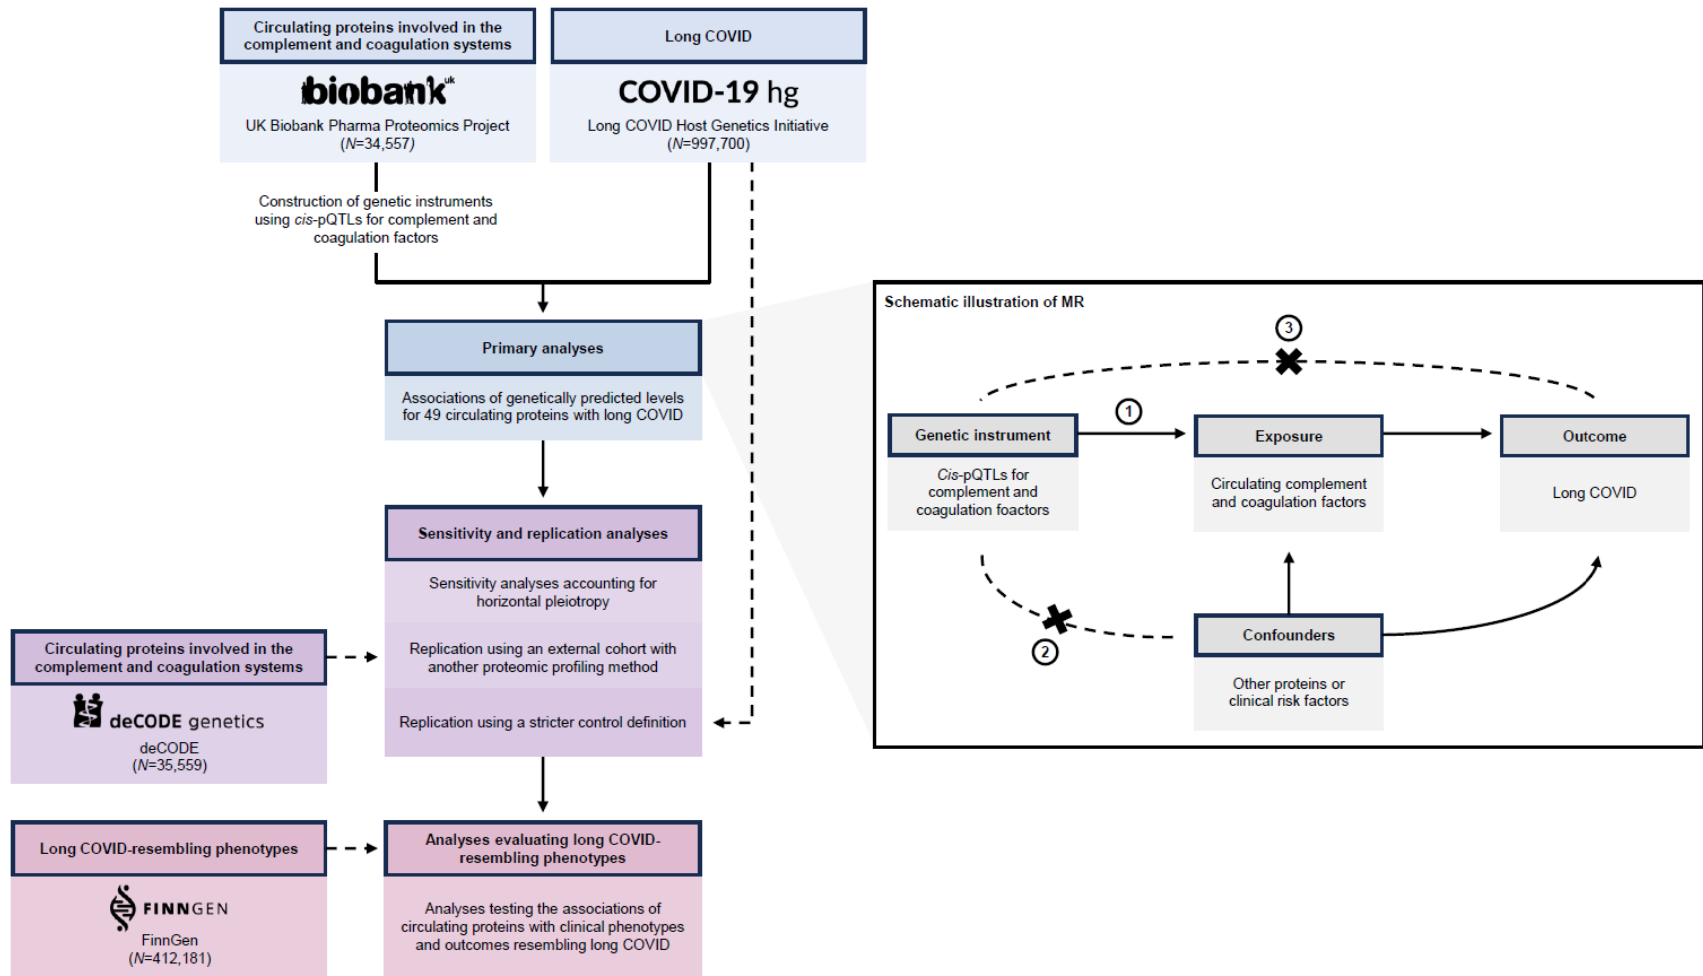 Circulating proteins involved in the
complement and coagulation systems
biobank uk
UK Biobank Pharma Proteomics Project
(N=34,557)
Long COVID
COVID-19 hg
Long COVID Host Genetics Initiative
(N=997,700)
Construction of genetic instruments
using cis-pQTLs for complement and
coagulation factors
Primary analyses
Associations of genetically predicted levels
for 49 circulating proteins with long COVID
Sensitivity and replication analyses
Sensitivity analyses accounting for
horizontal pleiotropy
Replication using an external cohort with
another proteomic profiling method
Replication using a stricter control definition
Circulating proteins involved in the
complement and coagulation systems
deCODE genetics
deCODE
(N=35,559)
Long COVID-resembling phenotypes
FINNGEN
FinnGen
(N=412,181)
Analyses evaluating long COVID-
resembling phenotypes
Analyses testing the associations of
circulating proteins with clinical phenotypes
and outcomes resembling long COVID
Schematic illustration of MR
3
1
Genetic instrument
Cis-pQTLs for
complement and
coagulation foactors
Exposure
Circulating complement
and coagulation factors
Outcome
Long COVID
2
Confounders
Other proteins or
clinical risk factors